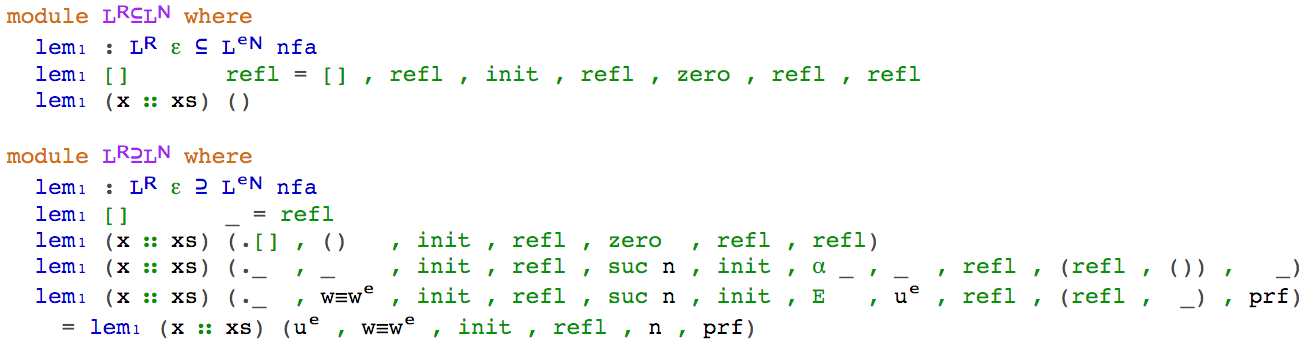 module Lᴿ⊆Lᴺ where
  lem₁ : Lᴿ ε ⊆ Lᵉᴺ nfa
  lem₁ []       refl = [] , refl , init , refl , zero , refl , refl
  lem₁ (x ∷ xs) ()
module Lᴿ⊇Lᴺ where
  lem₁ : Lᴿ ε ⊇ Lᵉᴺ nfa
  lem₁ []       _ = refl
  lem₁ (x ∷ xs) (.[] , ()   , init , refl , zero  , refl , refl)
  lem₁ (x ∷ xs) (._  , _    , init , refl , suc n , init , α _ , _  , refl , (refl , ()) ,   _)
  lem₁ (x ∷ xs) (._  , w≡wᵉ , init , refl , suc n , init , E   , uᵉ , refl , (refl ,  _) , prf)
    = lem₁ (x ∷ xs) (uᵉ , w≡wᵉ , init , refl , n , prf)